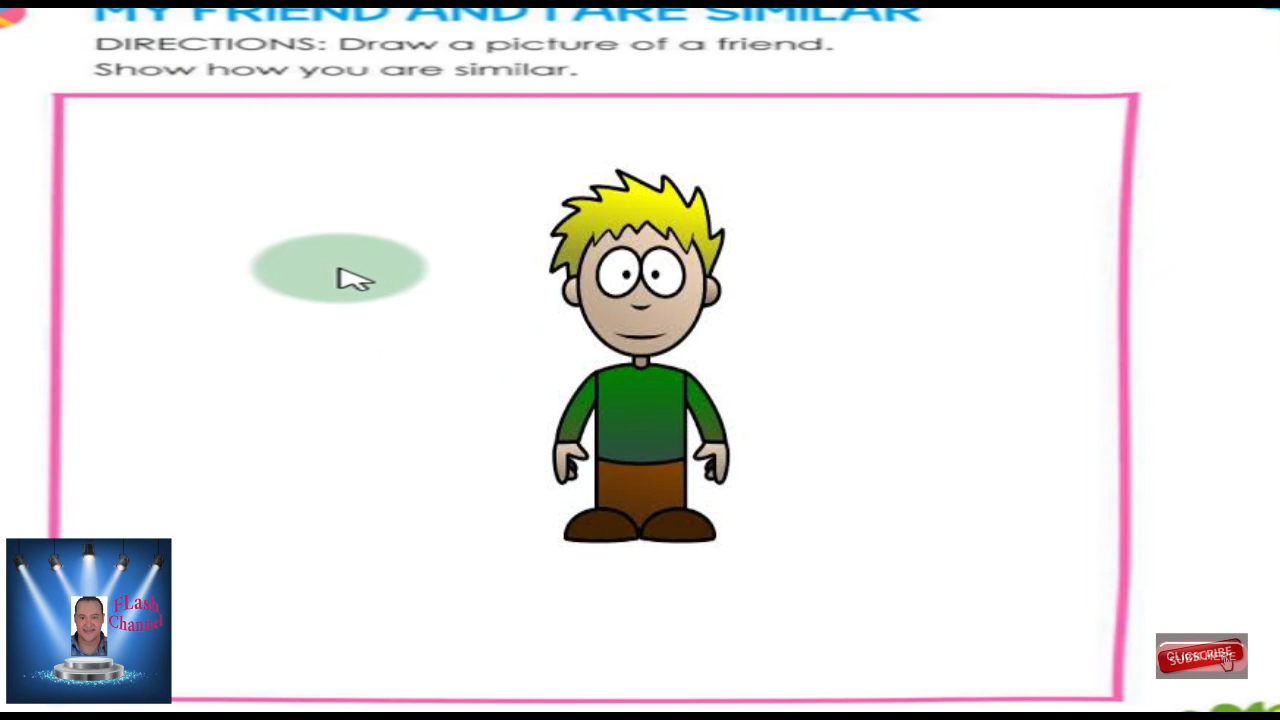 MY FRIEND AND I ARE SIMILAR
DIRECTIONS: Draw a picture of a friend.
Show how you are similar.
FLash
Channel
SUBSCRIBE